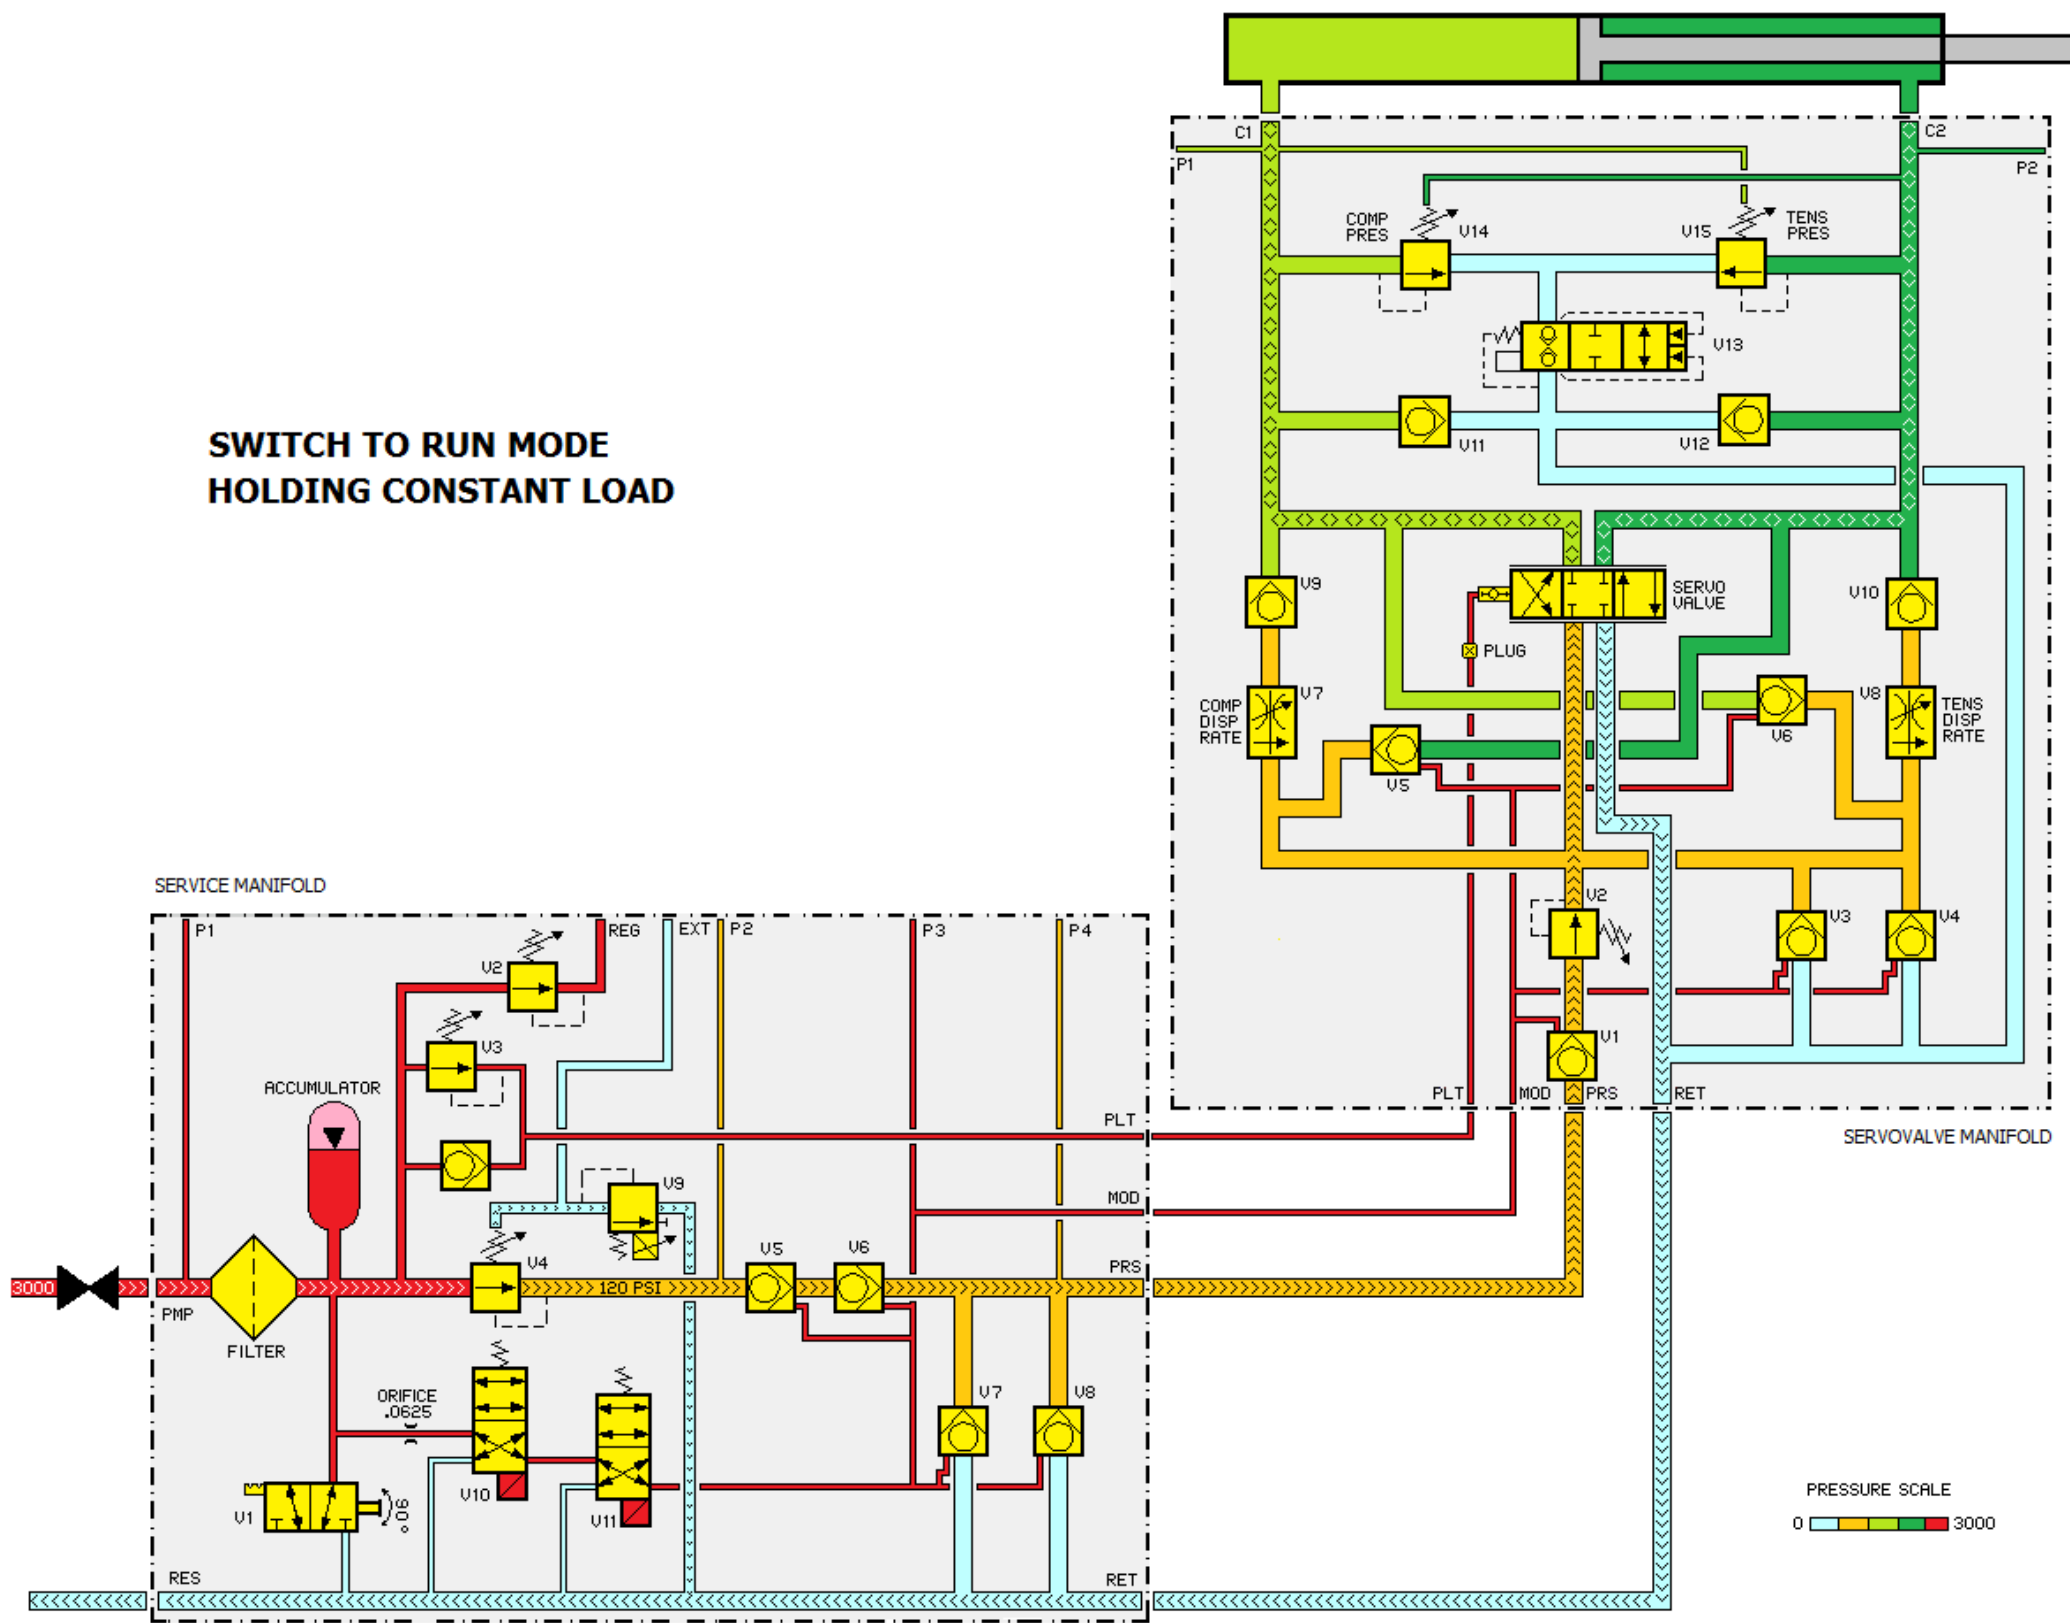 C1
C2
P1
P2
COMP
PRES
V14
V15
TENS
PRES
V13
SWITCH TO RUN MODE
HOLDING CONSTANT LOAD
V11
V12
V9
SERVO
VALVE
V10
PLUG
COMP
DISP
RATE
V7
V5
V6
V8
TENS
DISP
RATE
SERVICE MANIFOLD
V2
V3
V4
P1
REG
EXT
P2
P3
P4
V2
V3
V1
ACCUMULATOR
PLT
MOD
PRS
RET
PLT
SERVOVALVE MANIFOLD
V9
MOD
V4
V5
V6
PRS
3000
120 PSI
PMP
FILTER
ORIFICE
.0625
V7
V8
V10
V11
V1
90°
PRESSURE SCALE
0
3000
RES
RET